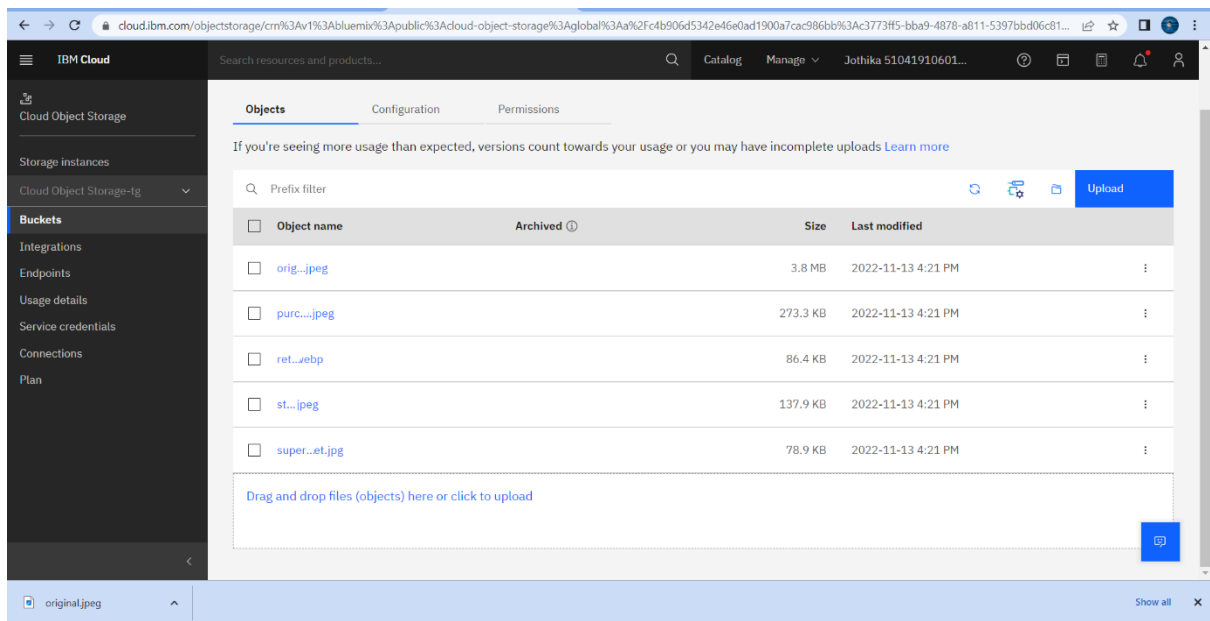 cloud.ibm.com/objectstorage/crn%3Av1%3Abluemix%3Apublic%3Acloud-object-storage%3Aglobal%3Aa%2Fc4b906d5342e46e0ad1900a7cac986bb%3Ac3773ff5-bba9-4878-a811-5397bbd06c81...
IBM Cloud
Search resources and products...
Catalog
Manage
Jothika 51041910601...
Cloud Object Storage
Storage instances
Cloud Object Storage-tg
Buckets
Integrations
Endpoints
Usage details
Service credentials
Connections
Plan
Objects Configuration Permissions
If you're seeing more usage than expected, versions count towards your usage or you may have incomplete uploads Learn more
Prefix filter
Upload
Object name Archived Size Last modified
orig...jpeg 3.8 MB 2022-11-13 4:21 PM
purc....jpeg 273.3 KB 2022-11-13 4:21 PM
ret...vebp 86.4 KB 2022-11-13 4:21 PM
st...jpeg 137.9 KB 2022-11-13 4:21 PM
super...et.jpg 78.9 KB 2022-11-13 4:21 PM
Drag and drop files (objects) here or click to upload
original.jpeg
Show all